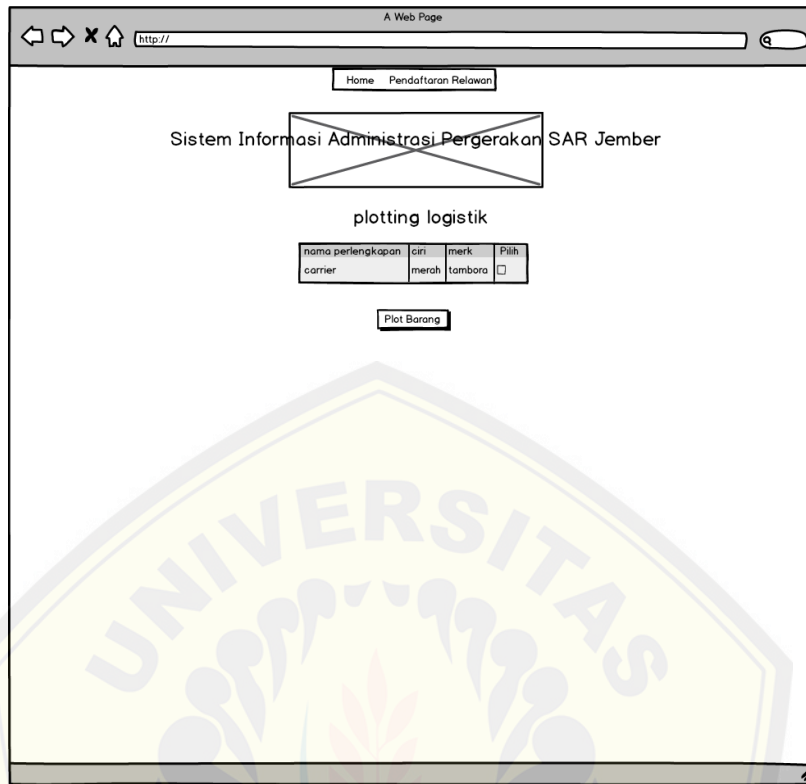 A Web Page
http://
Home Pendaftaran Relawan
Sistem Informasi Administrasi Pergerakan SAR Jember
plotting logistik
nama perlengkapan ciri merk Pilih
carrier merah tambora
Plot Barang
UNIVERSITAS